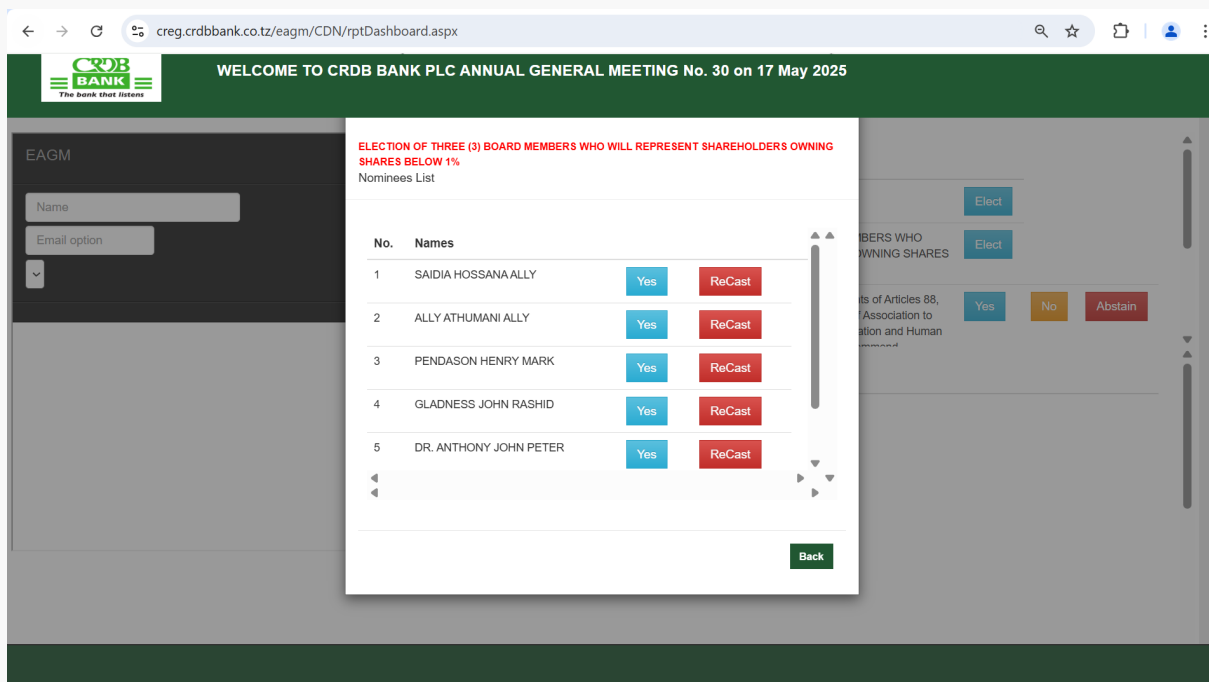 creg.crdbbank.co.tz/eagm/CDN/rptDashboard.aspx
CRDB
BANK
The bank that listens
WELCOME TO CRDB BANK PLC ANNUAL GENERAL MEETING No. 30 on 17 May 2025
EAGM
Name
Email option
ELECTION OF THREE (3) BOARD MEMBERS WHO WILL REPRESENT SHAREHOLDERS OWNING
SHARES BELOW 1%
Nominees List
No. Names
1 SAIDIA HOSSANA ALLY Yes ReCast
2 ALLY ATHUMANI ALLY Yes ReCast
3 PENDASON HENRY MARK Yes ReCast
4 GLADNESS JOHN RASHID Yes ReCast
5 DR. ANTHONY JOHN PETER Yes ReCast
Back
Elect
WHO
OWNING SHARES
Elect
of Articles 88,
Association to
and Human
Yes No Abstain